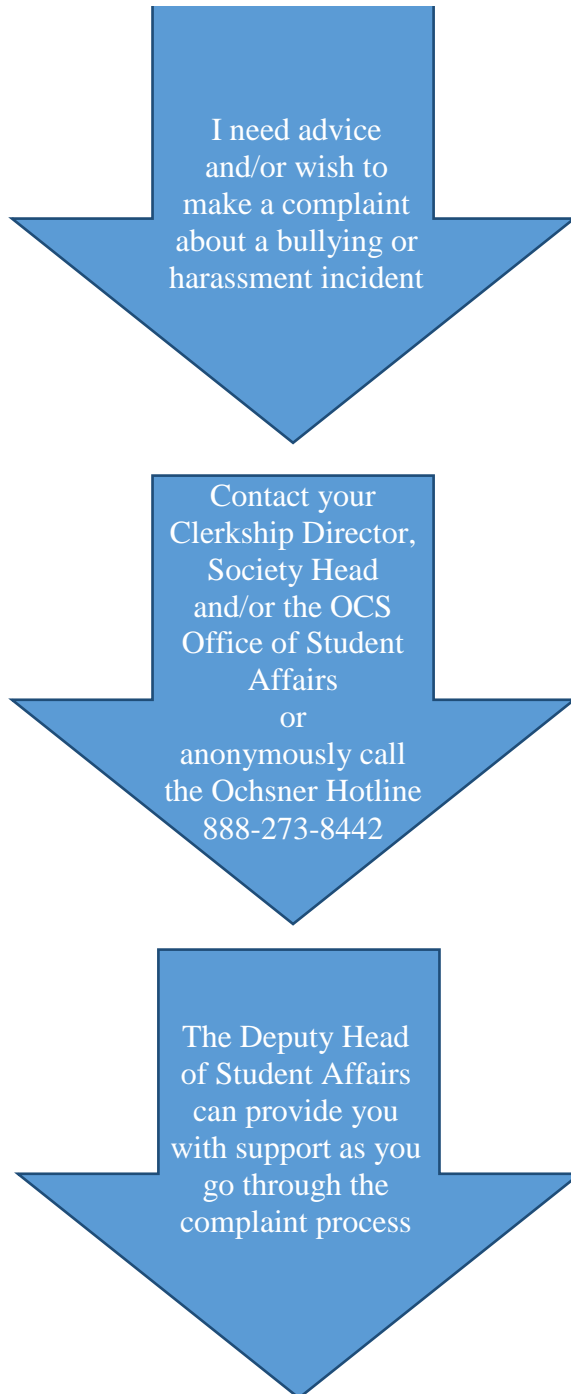 I need advice
and/or wish to
make a complaint
about a bullying or
harassment incident
Contact your
Clerkship Director,
Society Head
and/or the OCS
Office of Student
Affairs
or
anonymously call
the Ochsner Hotline
888-273-8442
The Deputy Head
of Student Affairs
can provide you
with support as you
go through the
complaint process